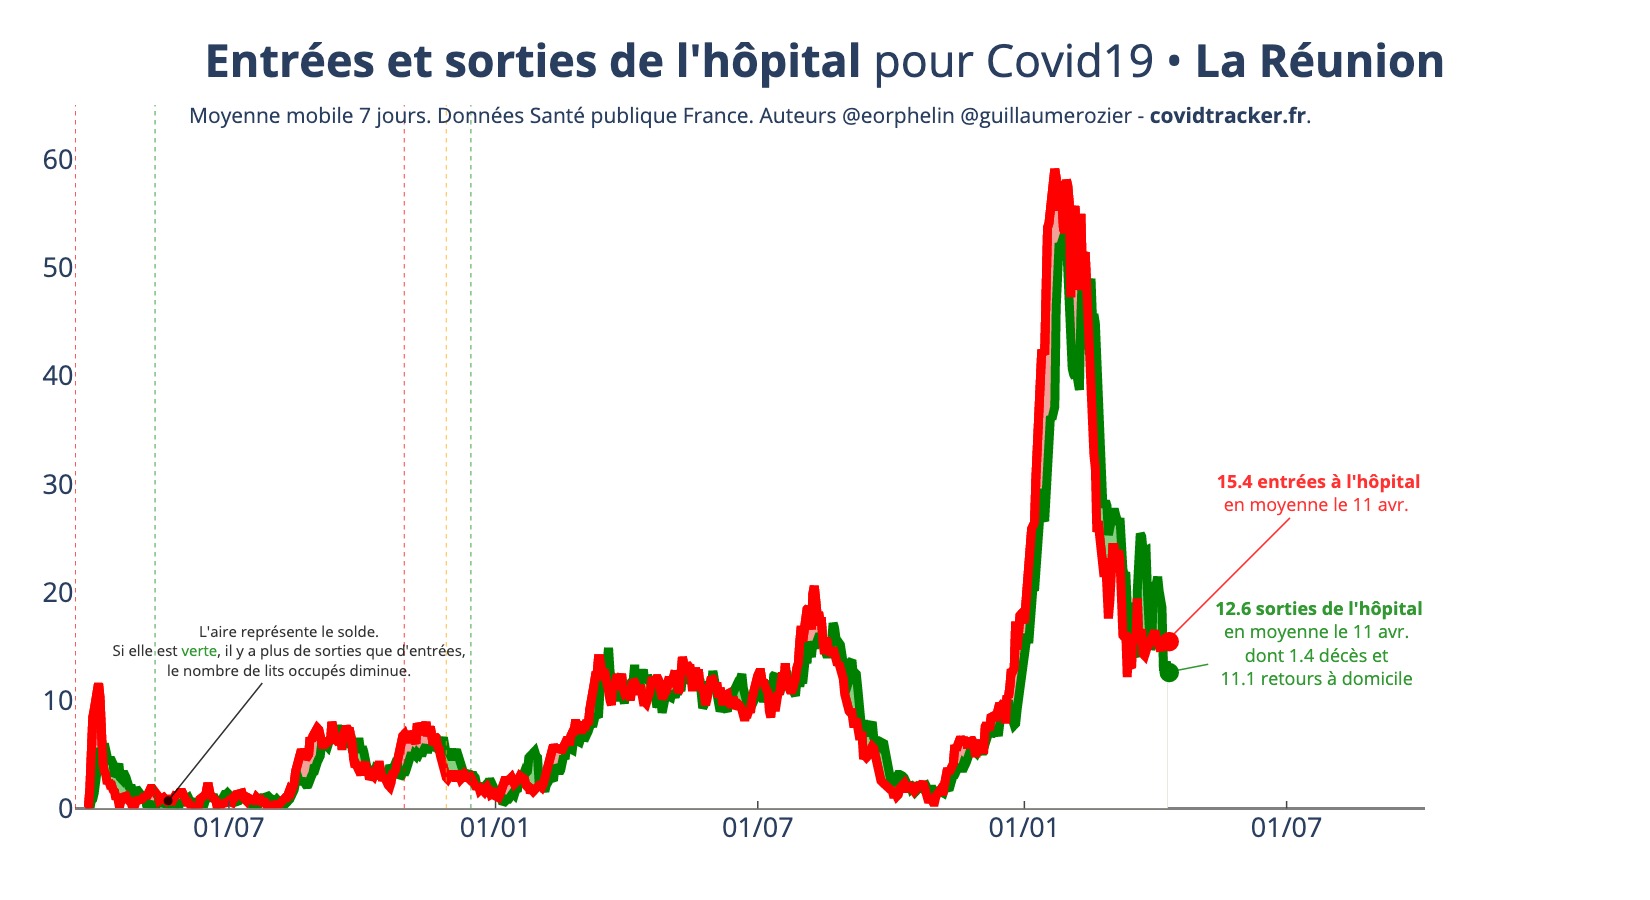 Entrées et sorties de l'hôpital pour Covid19 • La Réunion
Moyenne mobile 7 jours. Données Santé publique France. Auteurs @eorphelin @guillaumerozier - covidtracker.fr.
60
50
40
30
20
10
0
15.4 entrées à l'hôpital
en moyenne le 11 avr.
12.6 sorties de l'hôpital
en moyenne le 11 avr.
dont 1.4 décès et
11.1 retours à domicile
L'aire représente le solde.
Si elle est verte, il y a plus de sorties que d'entrées,
le nombre de lits occupés diminue.
01/07
01/01
01/07
01/01
01/07